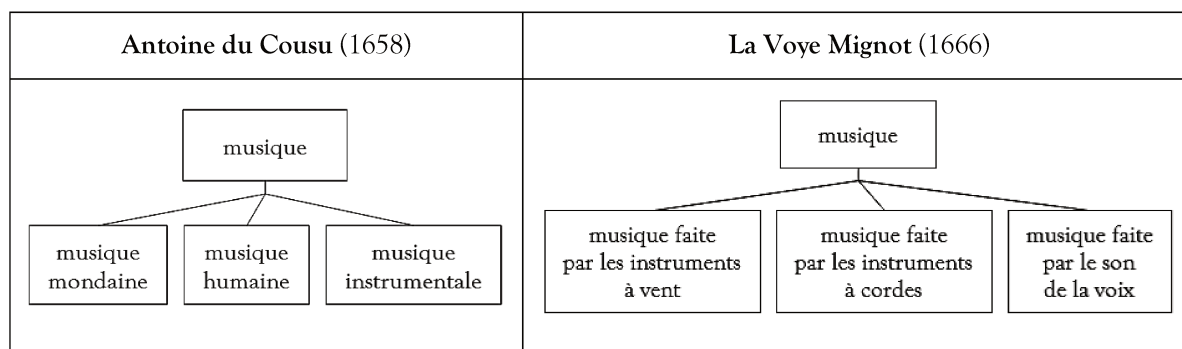 Antoine du Cousu (1658)
musique
musique
mondaine
musique
humaine
musique
instrumentale
La Voye Mignot (1666)
musique
musique faite
par les instruments
à vent
musique faite
par les instruments
à cordes
musique faite
par le son
de la voix